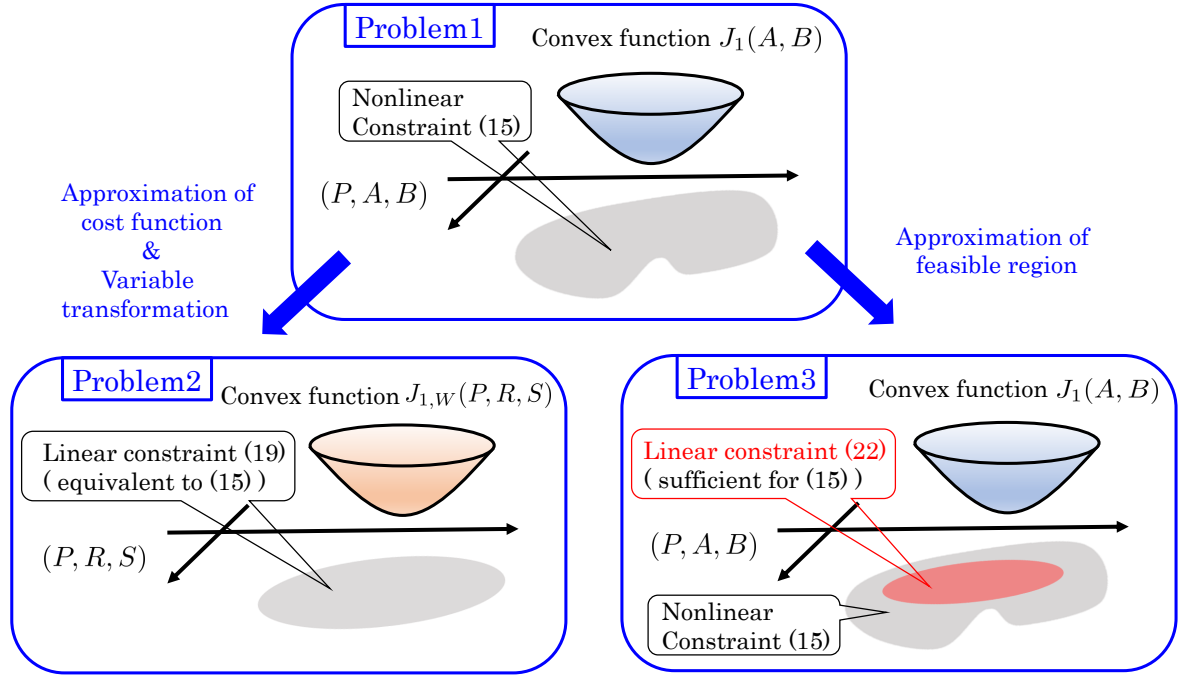 Problem1
Convex function J₁(A, B)
Nonlinear
Constraint (15)
(P, A, B)
Approximation of
cost function
&
Variable
transformation
Approximation of
feasible region
Problem2
Convex function J₁,W(P, R, S)
Linear constraint (19)
( equivalent to (15) )
(P, R, S)
Problem3
Convex function J₁(A, B)
Linear constraint (22)
( sufficient for (15) )
(P, A, B)
Nonlinear
Constraint (15)